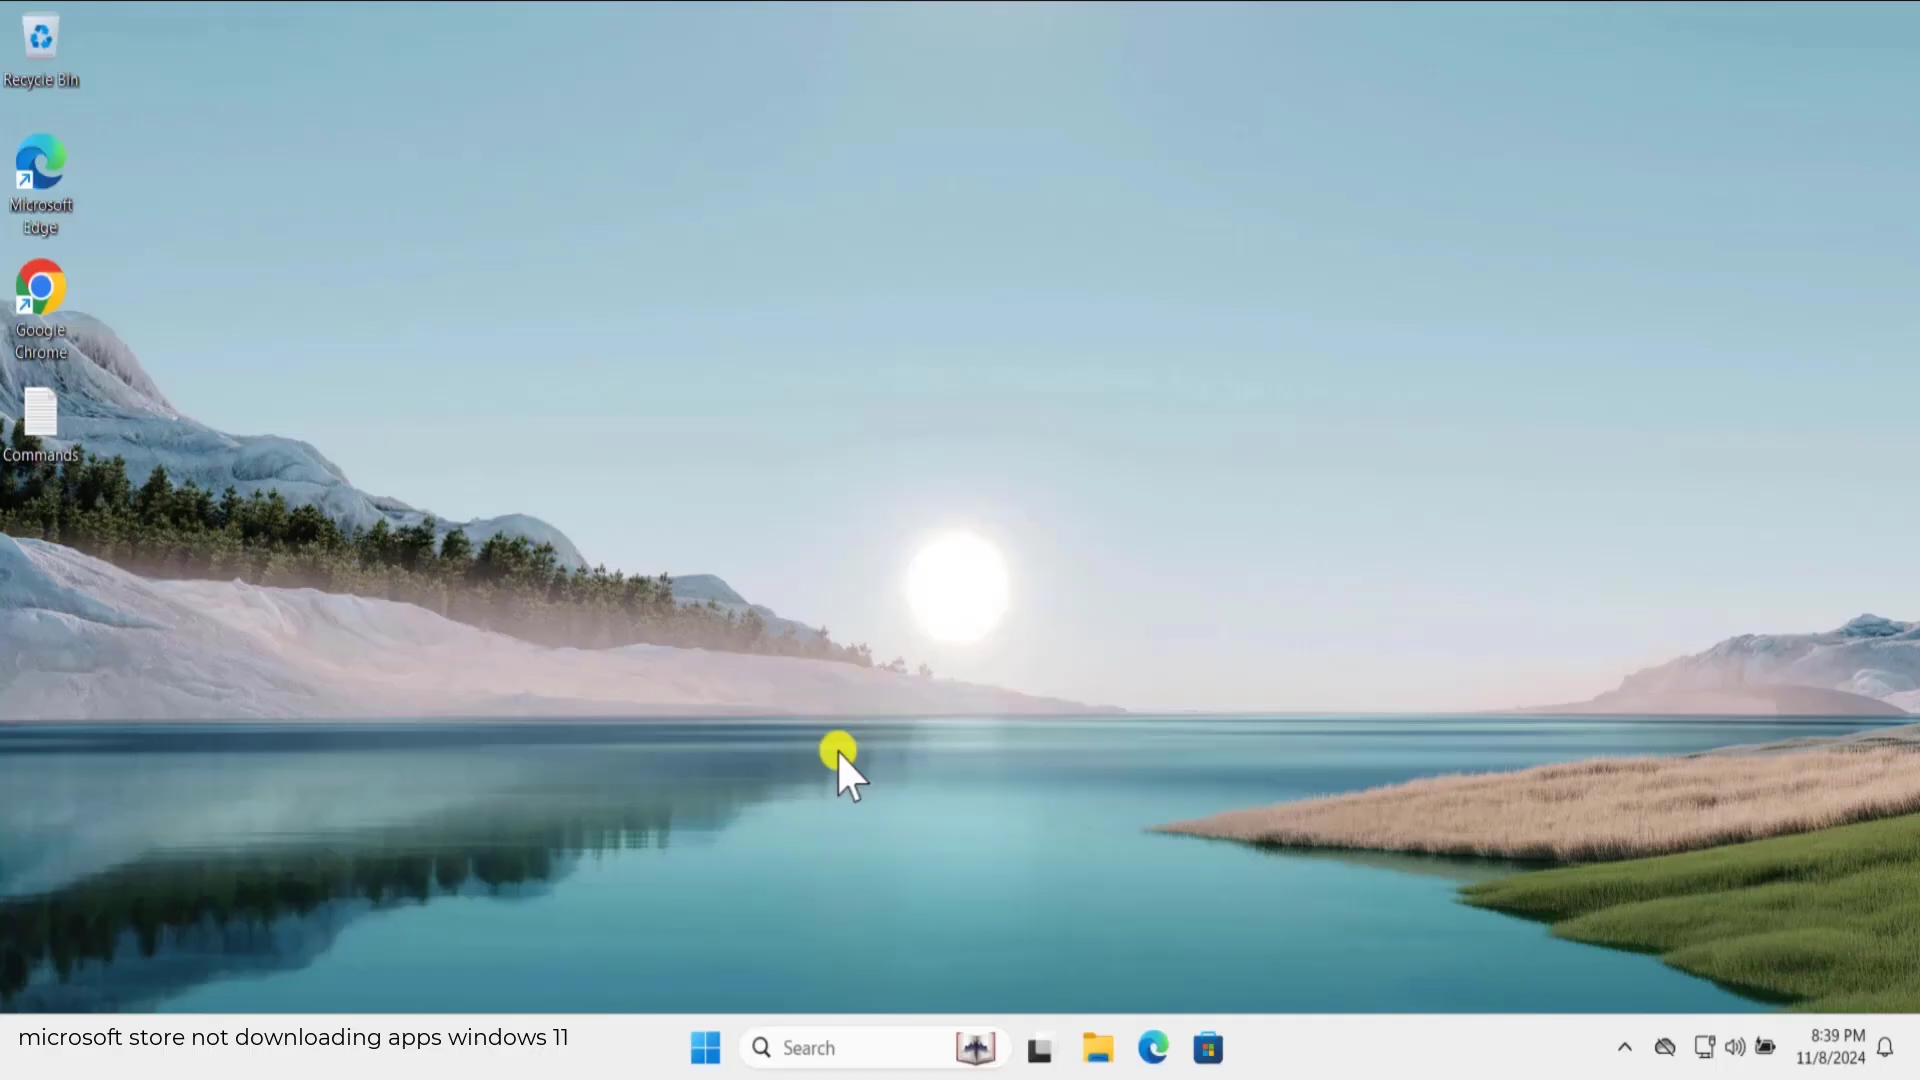 Recycle Bin
Microsoft
Edge
Google
Chrome
Commands
microsoft store not downloading apps windows 11
Search
8:39 PM
11/8/2024